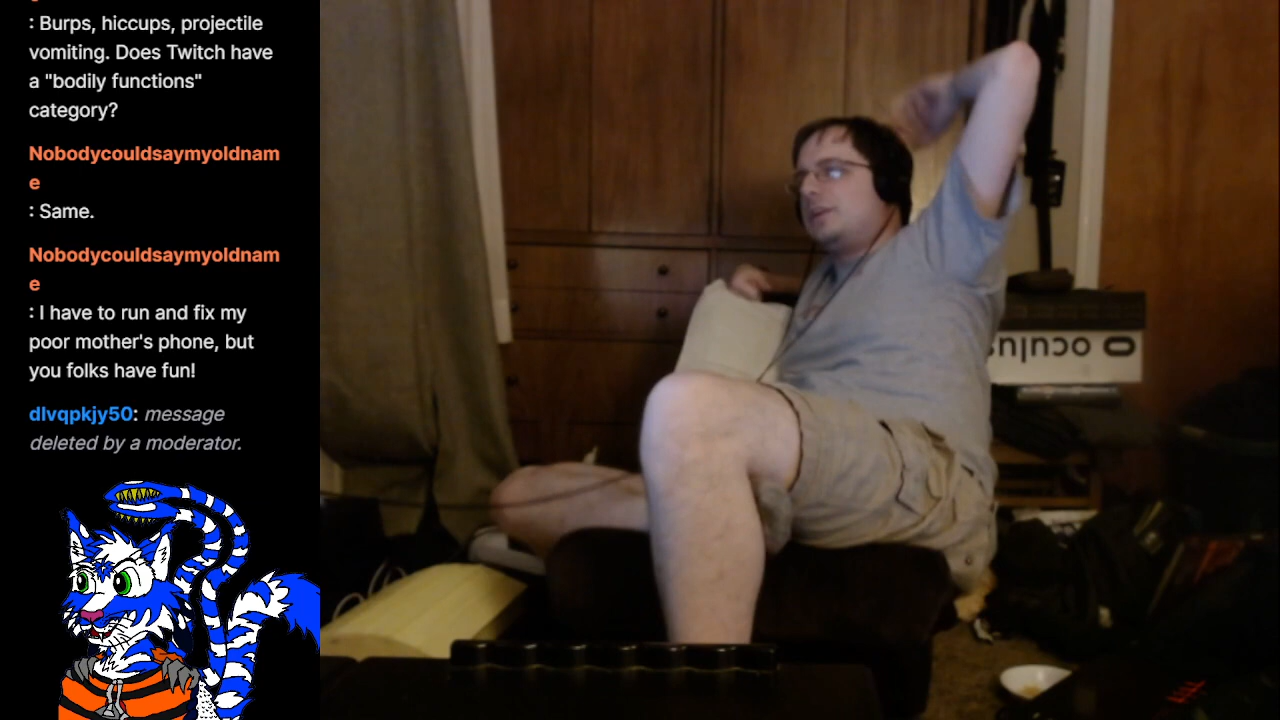 : Burps, hiccups, projectile
vomiting. Does Twitch have
a "bodily functions"
category?
Nobodycouldsaymyoldnam
e
: Same.
Nobodycouldsaymyoldnam
e
: I have to run and fix my
poor mother's phone, but
you folks have fun!
dlvqpkjy50: message
deleted by a moderator.
oculus